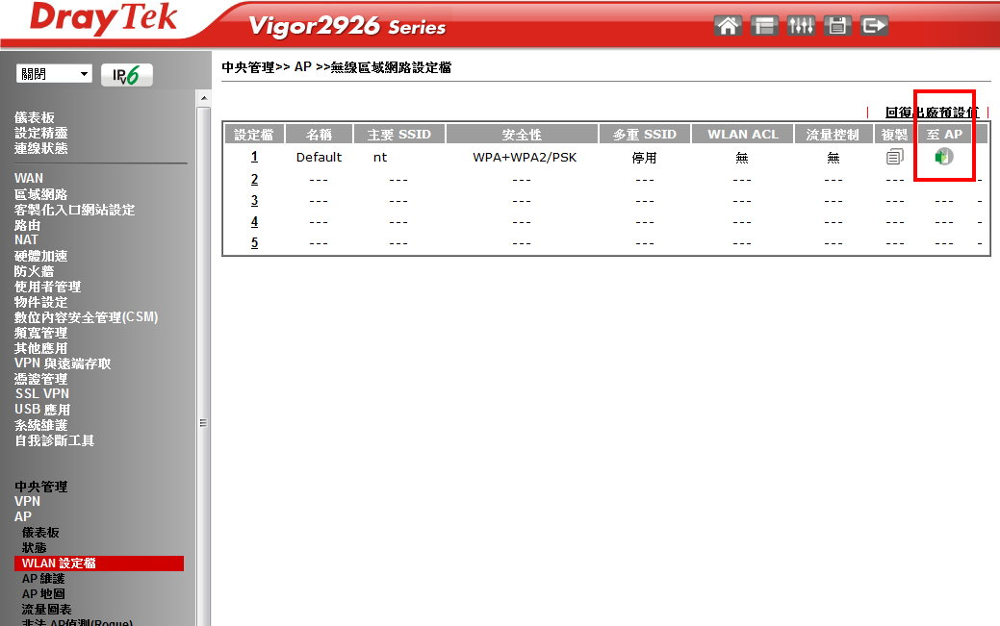 DrayTek
Vigor2926 Series
關閉
IPv6
中央管理>> AP >>無線區域網路設定檔
儀表板
設定精靈
連線狀態
WAN
區域網路
客製化入口網站設定
路由
NAT
硬體加速
防火牆
使用者管理
物件設定
數位內容安全管理(CSM)
頻寬管理
其他應用
VPN 與遠端存取
憑證管理
SSL VPN
USB 應用
系統維護
自我診斷工具
中央管理
VPN
AP
儀表板
狀態
WLAN 設定檔
AP 維護
AP 地圖
流量圖表
非法 AP偵測(Rogue)
| 回復出廠預設值 |
設定檔 名稱 主要 SSID 安全性 多重 SSID WLAN ACL 流量控制 複製 至 AP
1 Default nt WPA+WPA2/PSK 停用 無 無
2 --- --- --- --- --- --- --- -
3 --- --- --- --- --- --- --- --- -
4 --- --- --- --- --- --- --- --- -
5 --- --- --- --- --- --- --- --- -